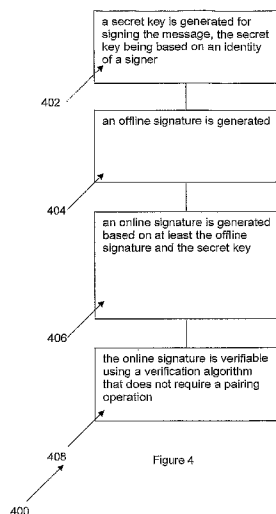 a secret key is generated for
signing the message, the secret
key being based on an identity
of a signer
402
an offline signature is generated
404
an online signature is generated
based on at least the offline
signature and the secret key
406
the online signature is verifiable
using a verification algorithm
that does not require a pairing
operation
408
Figure 4
400